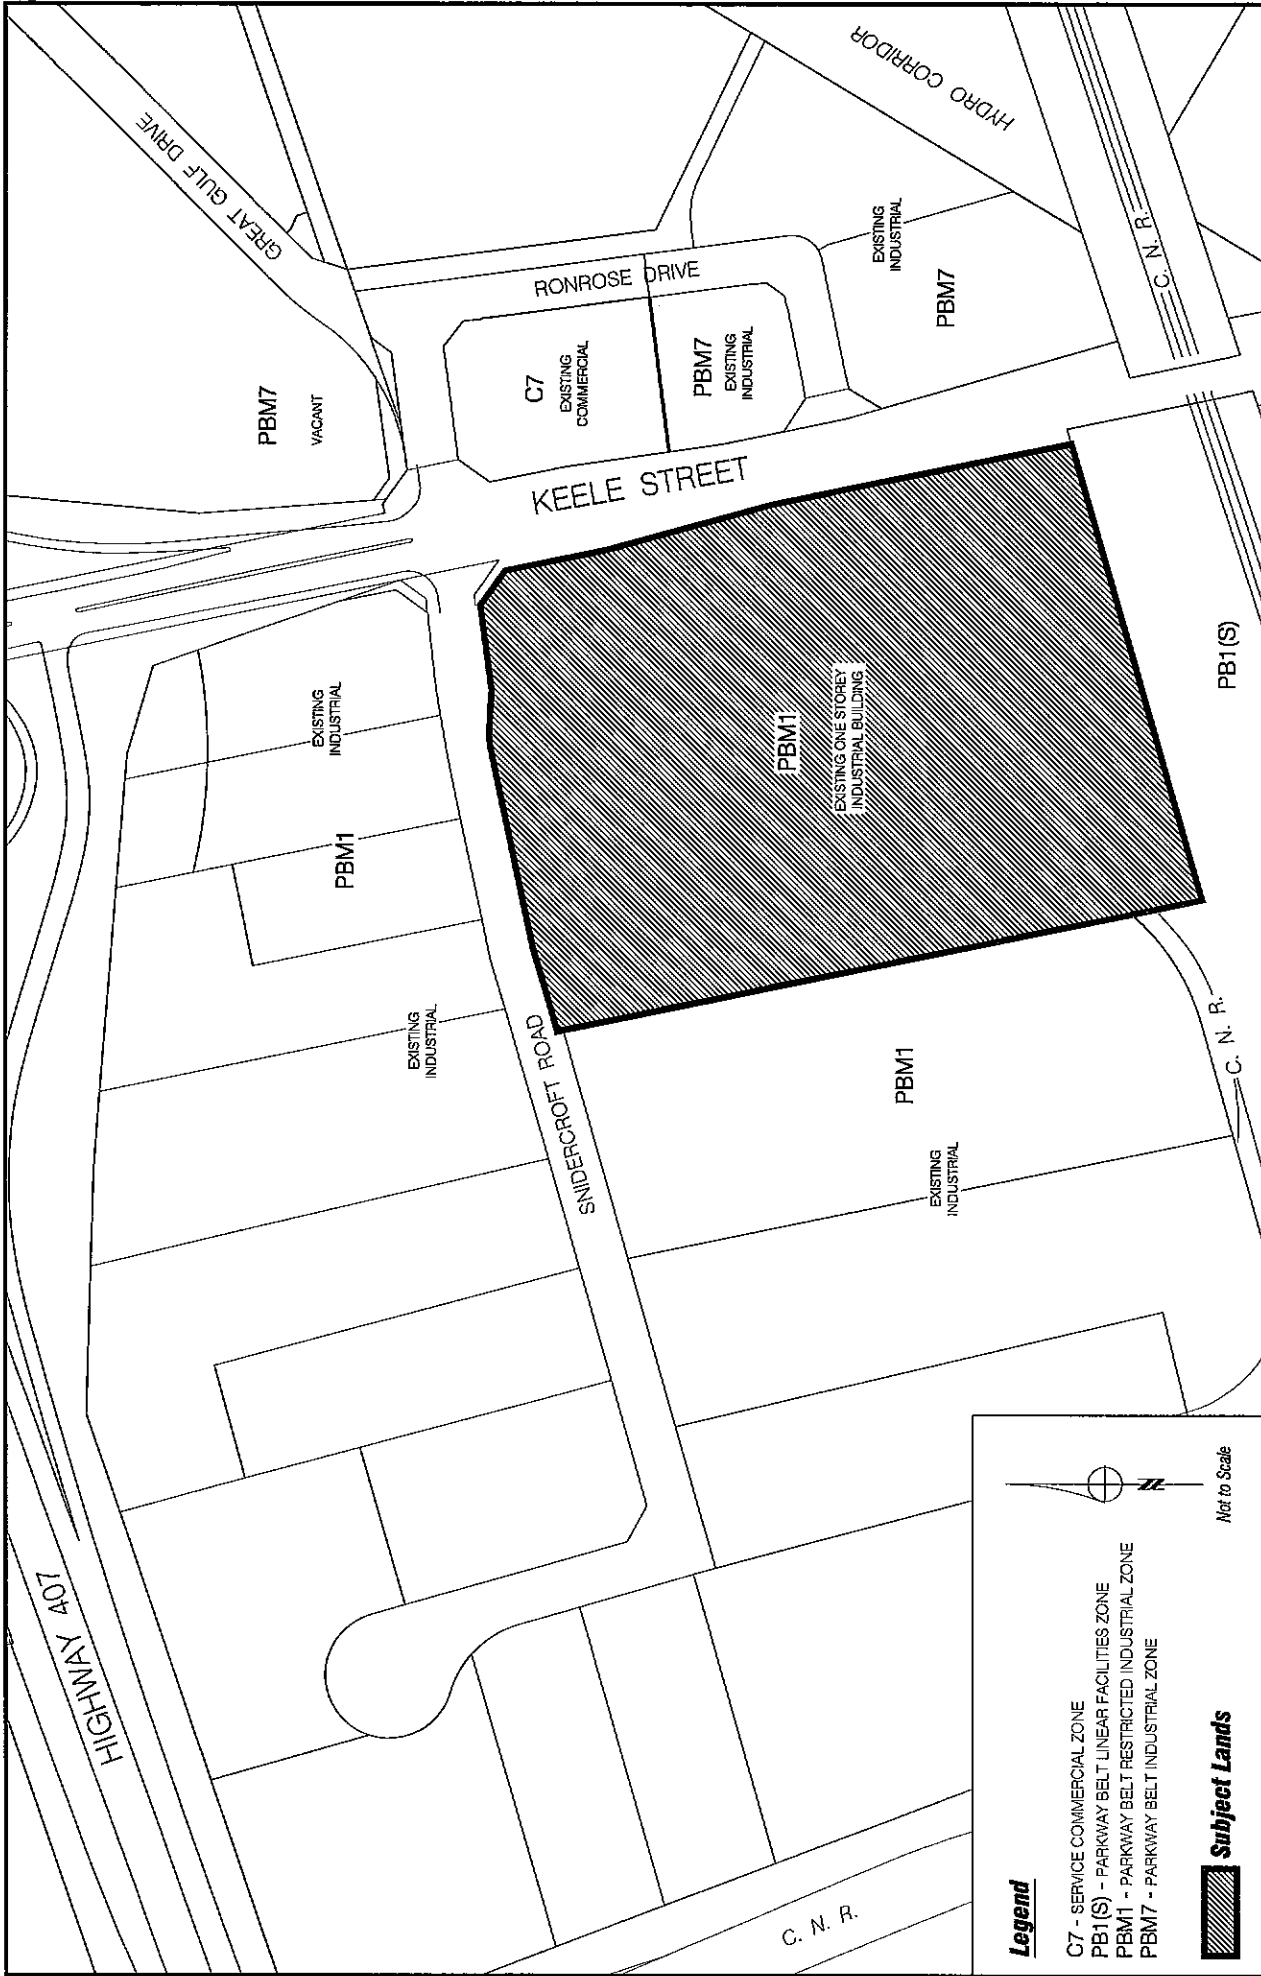 HIGHWAY 407
GREAT GULF DRIVE
PBM7
VACANT
HYDRO CORRIDOR
RONROSE DRIVE
C7
EXISTING
COMMERCIAL
PBM7
EXISTING
INDUSTRIAL
EXISTING
INDUSTRIAL
PBM7
C. N. R.
KEELE STREET
EXISTING
INDUSTRIAL
PBM1
EXISTING
INDUSTRIAL
SNIDERCROFT ROAD
PBM1
EXISTING ONE STOREY
INDUSTRIAL BUILDING
PB1(S)
PBM1
EXISTING
INDUSTRIAL
C. N. R.
C. N. R.
Legend
C7 - SERVICE COMMERCIAL ZONE
PB1(S) - PARKWAY BELT LINEAR FACILITIES ZONE
PBM1 - PARKWAY BELT RESTRICTED INDUSTRIAL ZONE
PBM7 - PARKWAY BELT INDUSTRIAL ZONE
Subject Lands
N
Not to Scale